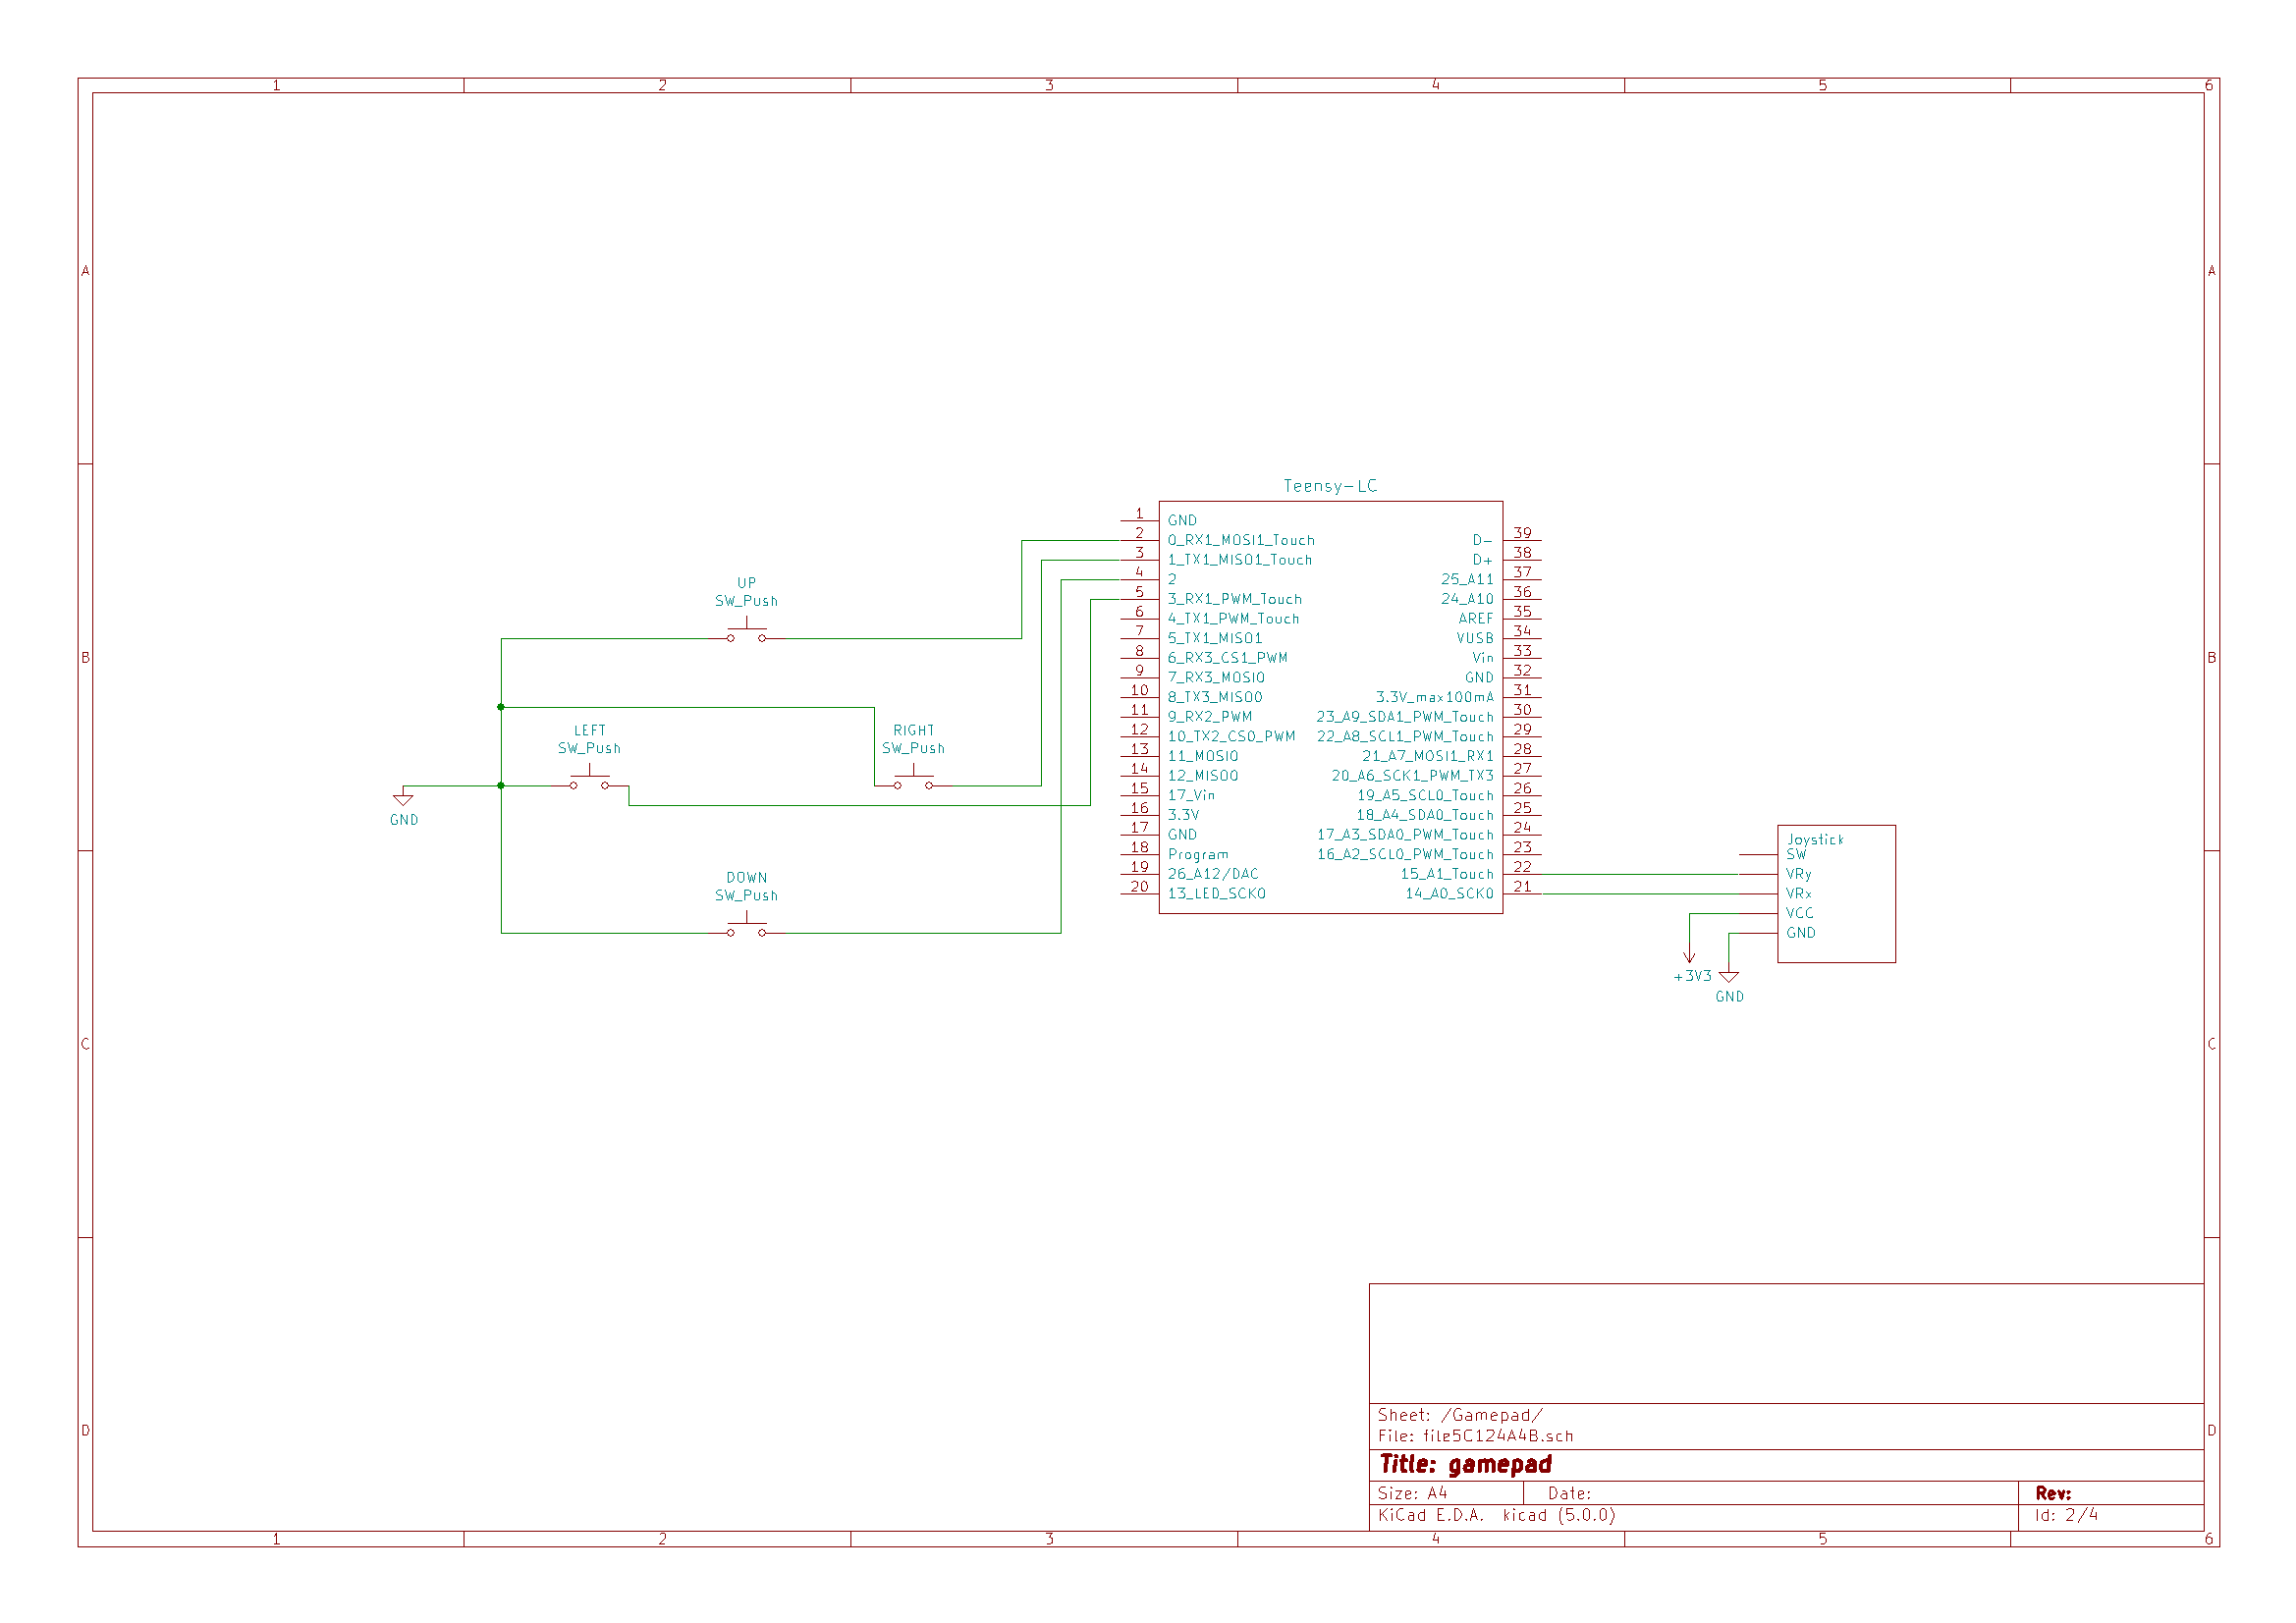 1 2 3 4 5 6
A A
B B
C C
D D
UP
SW_Push
LEFT
SW_Push
RIGHT
SW_Push
DOWN
SW_Push
GND
Teensy-LC
1 GND
2 0_RX1_MOSI1_Touch
3 1_TX1_MISO1_Touch
4 2
5 3_RX1_PWM_Touch
6 4_TX1_PWM_Touch
7 5_TX1_MISO1
8 6_RX3_CS1_PWM
9 7_RX3_MOSI0
10 8_TX3_MISO0
11 9_RX2_PWM
12 10_TX2_CS0_PWM
13 11_MOSI0
14 12_MISO0
15 17_Vin
16 3.3V
17 GND
18 Program
19 26_A12/DAC
20 13_LED_SCK0
D- 39
D+ 38
25_A11 37
24_A10 36
AREF 35
VUSB 34
Vin 33
GND 32
3.3V_max100mA 31
23_A9_SDA1_PWM_Touch 30
22_A8_SCL1_PWM_Touch 29
21_A7_MOSI1_RX1 28
20_A6_SCK1_PWM_TX3 27
19_A5_SCL0_Touch 26
18_A4_SDA0_Touch 25
17_A3_SDA0_PWM_Touch 24
16_A2_SCL0_PWM_Touch 23
15_A1_Touch 22
14_A0_SCK0 21
Joystick
SW
VRy
VRx
VCC
GND
+3V3
GND
Sheet: /Gamepad/
File: file5C124A4B.sch
Title: gamepad
Size: A4 Date: Rev:
KiCad E.D.A. kicad (5.0.0) Id: 2/4
1 2 3 4 5 6